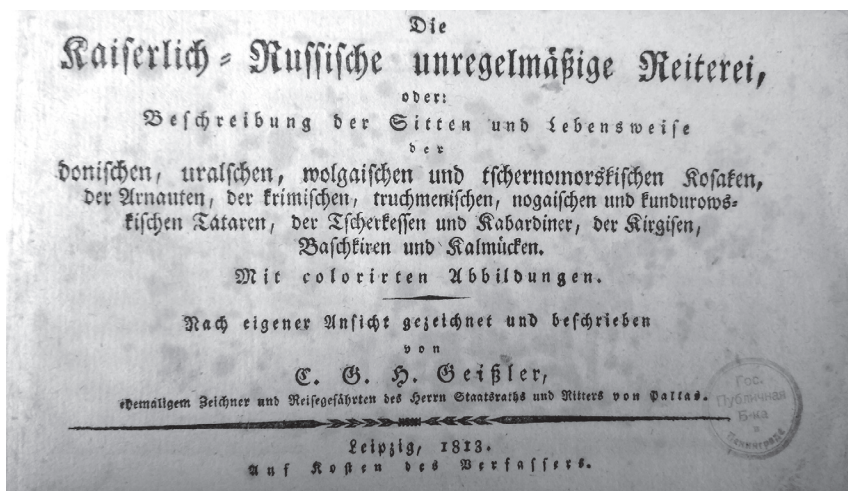 Die
Kaiserlich-Russische unregelmäßige Reiterei,
oder:
Beschreibung der Sitten und Lebensweise
der
donischen, uralschen, wolgaischen und tschernomorskischen Kosaken,
der Arnauten, der krimischen, truchmenischen, nogaischen und kundurows-
kischen Tataren, der Tscherkessen und Kabardiner, der Kirgisen,
Baschkiren und Kalmücken.
Mit colorirten Abbildungen.
Nach eigener Ansicht gezeichnet und beschrieben
von
C. G. H. Geißler,
ehemaligem Zeichner und Reisegefährten des Herrn Staatsraths und Ritters von Pallas.
Гос.
Публичная
Б-ка
в
Ленинграде
Leipzig, 1813.
Auf Kosten des Verfassers.